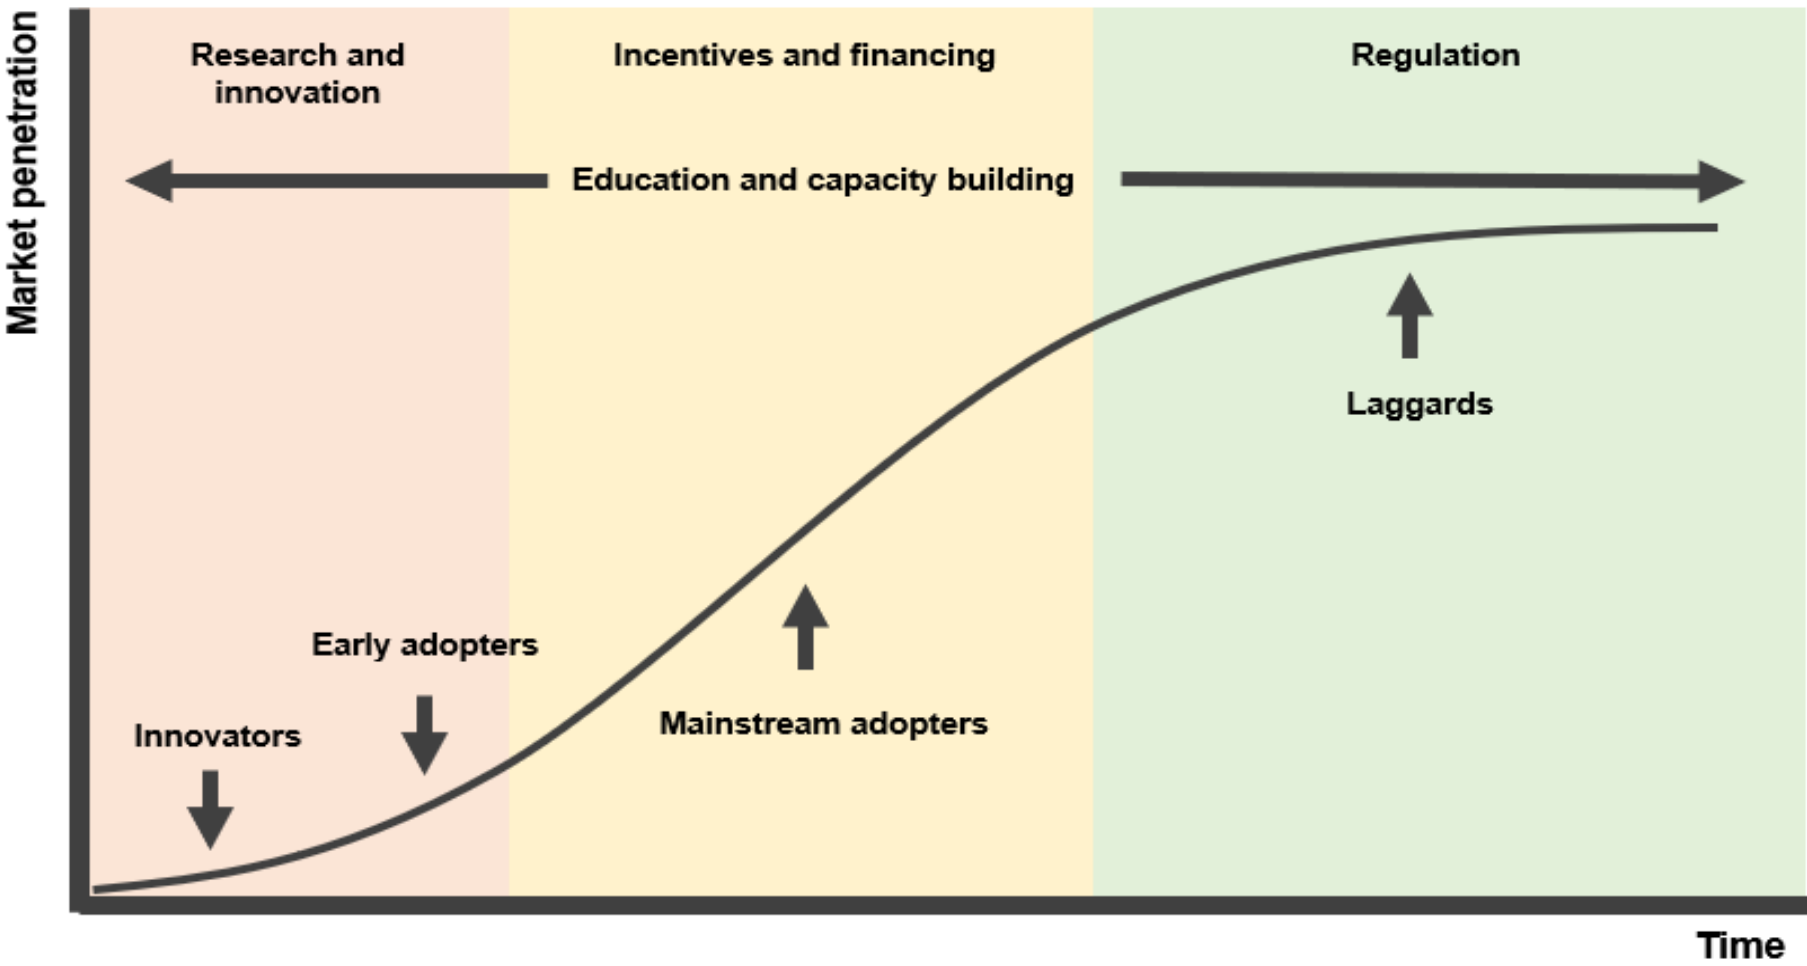 Market penetration
Research and
innovation
Incentives and financing
Regulation
Education and capacity building
Laggards
Early adopters
Mainstream adopters
Innovators
Time